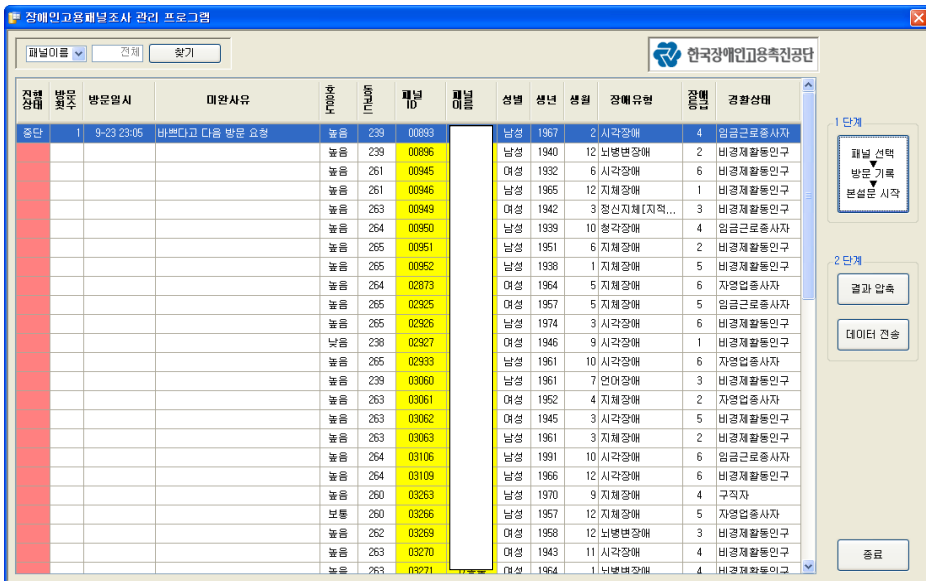 장애인고용패널조사 관리 프로그램
패널이름 전체 찾기 한국장애인고용촉진공단
진행상태 방문횟수 방문일시 미완사유 호응도 동코드 패널ID 패널이름 성별 생년 생월 장애유형 장애등급 경활상태
중단 1 9-23 23:05 바쁘다고 다음 방문 요청 높음 239 00893 남성 1967 2 시각장애 4 임금근로종사자
높음 239 00896 남성 1940 12 뇌병변장애 2 비경제활동인구
높음 261 00945 여성 1932 6 시각장애 6 비경제활동인구
높음 261 00946 남성 1965 12 지체장애 1 비경제활동인구
높음 263 00949 여성 1942 3 정신지체[지적... 3 비경제활동인구
높음 264 00950 남성 1939 10 청각장애 4 임금근로종사자
높음 265 00951 남성 1951 6 지체장애 2 비경제활동인구
높음 265 00952 남성 1938 1 지체장애 5 비경제활동인구
높음 264 02873 여성 1964 5 지체장애 6 자영업종사자
높음 265 02925 여성 1957 5 지체장애 5 임금근로종사자
높음 265 02926 남성 1974 3 시각장애 6 비경제활동인구
낮음 238 02927 여성 1946 9 시각장애 1 비경제활동인구
높음 265 02933 남성 1961 10 시각장애 6 자영업종사자
높음 239 03060 남성 1961 7 언어장애 3 비경제활동인구
높음 263 03061 여성 1952 4 지체장애 2 자영업종사자
높음 263 03062 여성 1945 3 시각장애 5 비경제활동인구
높음 263 03063 남성 1961 3 지체장애 2 비경제활동인구
높음 264 03106 남성 1991 10 시각장애 6 임금근로종사자
높음 264 03109 남성 1966 12 시각장애 6 비경제활동인구
높음 260 03263 남성 1970 9 지체장애 4 구직자
보통 260 03266 남성 1957 12 지체장애 5 자영업종사자
높음 262 03269 여성 1958 12 뇌병변장애 3 비경제활동인구
높음 263 03270 여성 1943 11 시각장애 4 비경제활동인구
높음 263 03271 여성 1964 1 뇌병변장애 4 비경제활동인구
1 단계
패널 선택
▼
방문 기록
▼
본설문 시작
2 단계
결과 압축
데이터 전송
종료